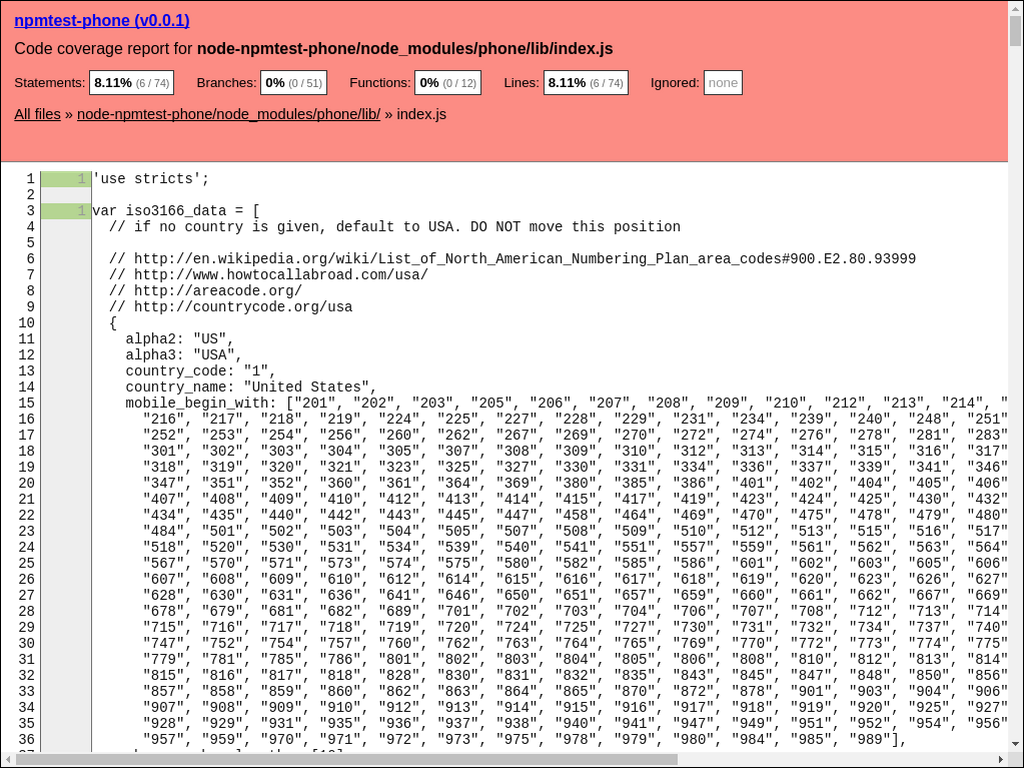 npmtest-phone (v0.0.1)
Code coverage report for node-npmtest-phone/node_modules/phone/lib/index.js
Statements: 8.11% (6 / 74) Branches: 0% (0 / 51) Functions: 0% (0 / 12) Lines: 8.11% (6 / 74) Ignored: none
All files » node-npmtest-phone/node_modules/phone/lib/ » index.js
1 1 'use stricts';
2
3 1 var iso3166_data = [
4 // if no country is given, default to USA. DO NOT move this position
5
6 // http://en.wikipedia.org/wiki/List_of_North_American_Numbering_Plan_area_codes#900.E2.80.93999
7 // http://www.howtocallabroad.com/usa/
8 // http://areacode.org/
9 // http://countrycode.org/usa
10 {
11 alpha2: "US",
12 alpha3: "USA",
13 country_code: "1",
14 country_name: "United States",
15 mobile_begin_with: ["201", "202", "203", "205", "206", "207", "208", "209", "210", "212", "213", "214", "
16 "216", "217", "218", "219", "224", "225", "227", "228", "229", "231", "234", "239", "240", "248", "251"
17 "252", "253", "254", "256", "260", "262", "267", "269", "270", "272", "274", "276", "278", "281", "283"
18 "301", "302", "303", "304", "305", "307", "308", "309", "310", "312", "313", "314", "315", "316", "317"
19 "318", "319", "320", "321", "323", "325", "327", "330", "331", "334", "336", "337", "339", "341", "346"
20 "347", "351", "352", "360", "361", "364", "369", "380", "385", "386", "401", "402", "404", "405", "406"
21 "407", "408", "409", "410", "412", "413", "414", "415", "417", "419", "423", "424", "425", "430", "432"
22 "434", "435", "440", "442", "443", "445", "447", "458", "464", "469", "470", "475", "478", "479", "480"
23 "484", "501", "502", "503", "504", "505", "507", "508", "509", "510", "512", "513", "515", "516", "517"
24 "518", "520", "530", "531", "534", "539", "540", "541", "551", "557", "559", "561", "562", "563", "564"
25 "567", "570", "571", "573", "574", "575", "580", "582", "585", "586", "601", "602", "603", "605", "606"
26 "607", "608", "609", "610", "612", "614", "615", "616", "617", "618", "619", "620", "623", "626", "627"
27 "628", "630", "631", "636", "641", "646", "650", "651", "657", "659", "660", "661", "662", "667", "669"
28 "678", "679", "681", "682", "689", "701", "702", "703", "704", "706", "707", "708", "712", "713", "714"
29 "715", "716", "717", "718", "719", "720", "724", "725", "727", "730", "731", "732", "734", "737", "740"
30 "747", "752", "754", "757", "760", "762", "763", "764", "765", "769", "770", "772", "773", "774", "775"
31 "779", "781", "785", "786", "801", "802", "803", "804", "805", "806", "808", "810", "812", "813", "814"
32 "815", "816", "817", "818", "828", "830", "831", "832", "835", "843", "845", "847", "848", "850", "856"
33 "857", "858", "859", "860", "862", "863", "864", "865", "870", "872", "878", "901", "903", "904", "906"
34 "907", "908", "909", "910", "912", "913", "914", "915", "916", "917", "918", "919", "920", "925", "927"
35 "928", "929", "931", "935", "936", "937", "938", "940", "941", "947", "949", "951", "952", "954", "956"
36 "957", "959", "970", "971", "972", "973", "975", "978", "979", "980", "984", "985", "989"],